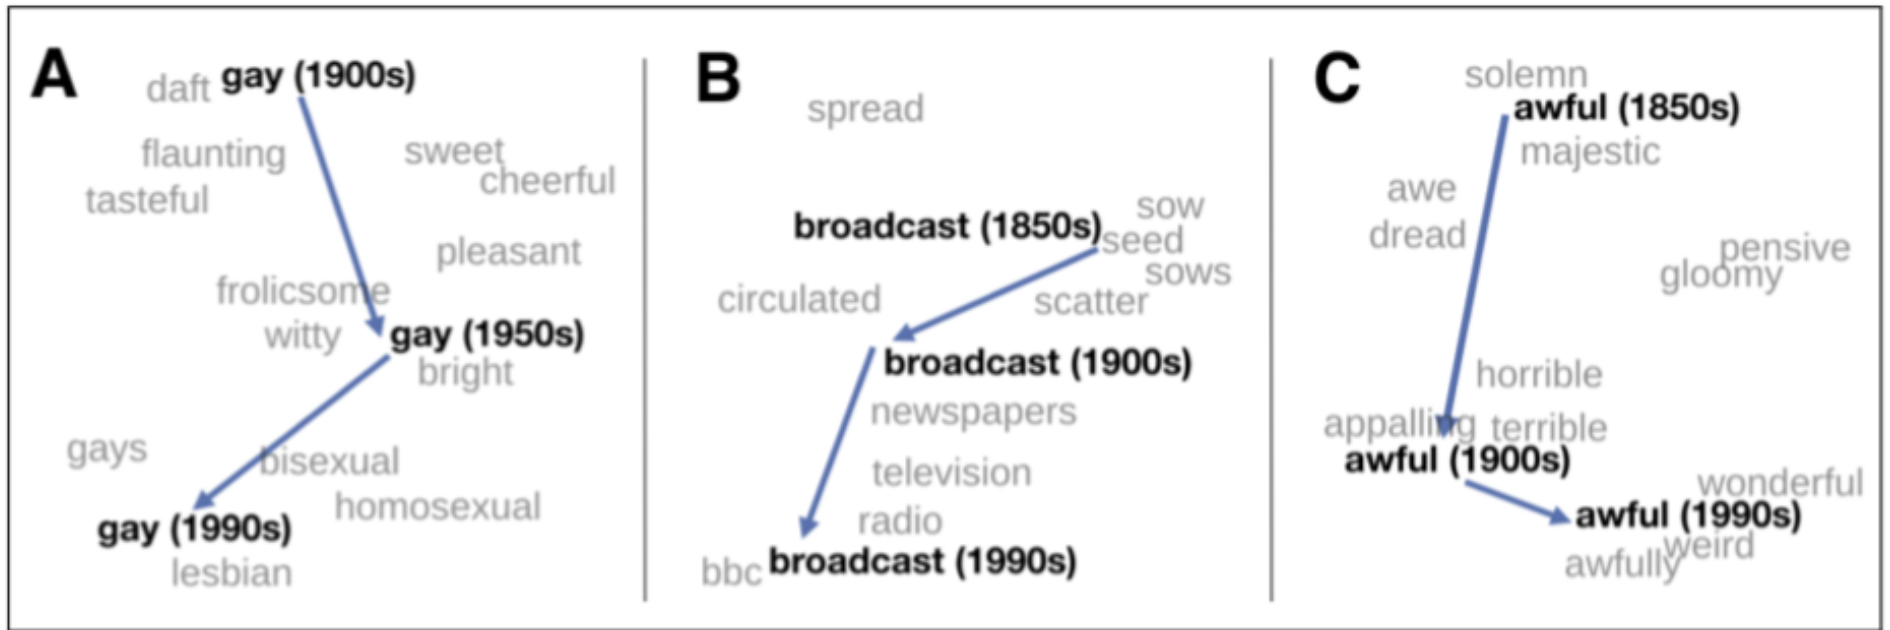 A
daft gay (1900s)
flaunting
sweet
tasteful
cheerful
pleasant
frolicsome
witty
gay (1950s)
bright
gays
bisexual
homosexual
gay (1990s)
lesbian
B
spread
sow
broadcast (1850s)
seed
sows
circulated
scatter
broadcast (1900s)
newspapers
television
radio
bbc broadcast (1990s)
C
solemn
awful (1850s)
majestic
awe
dread
pensive
gloomy
horrible
appalling terrible
awful (1900s)
wonderful
awful (1990s)
weird
awfully